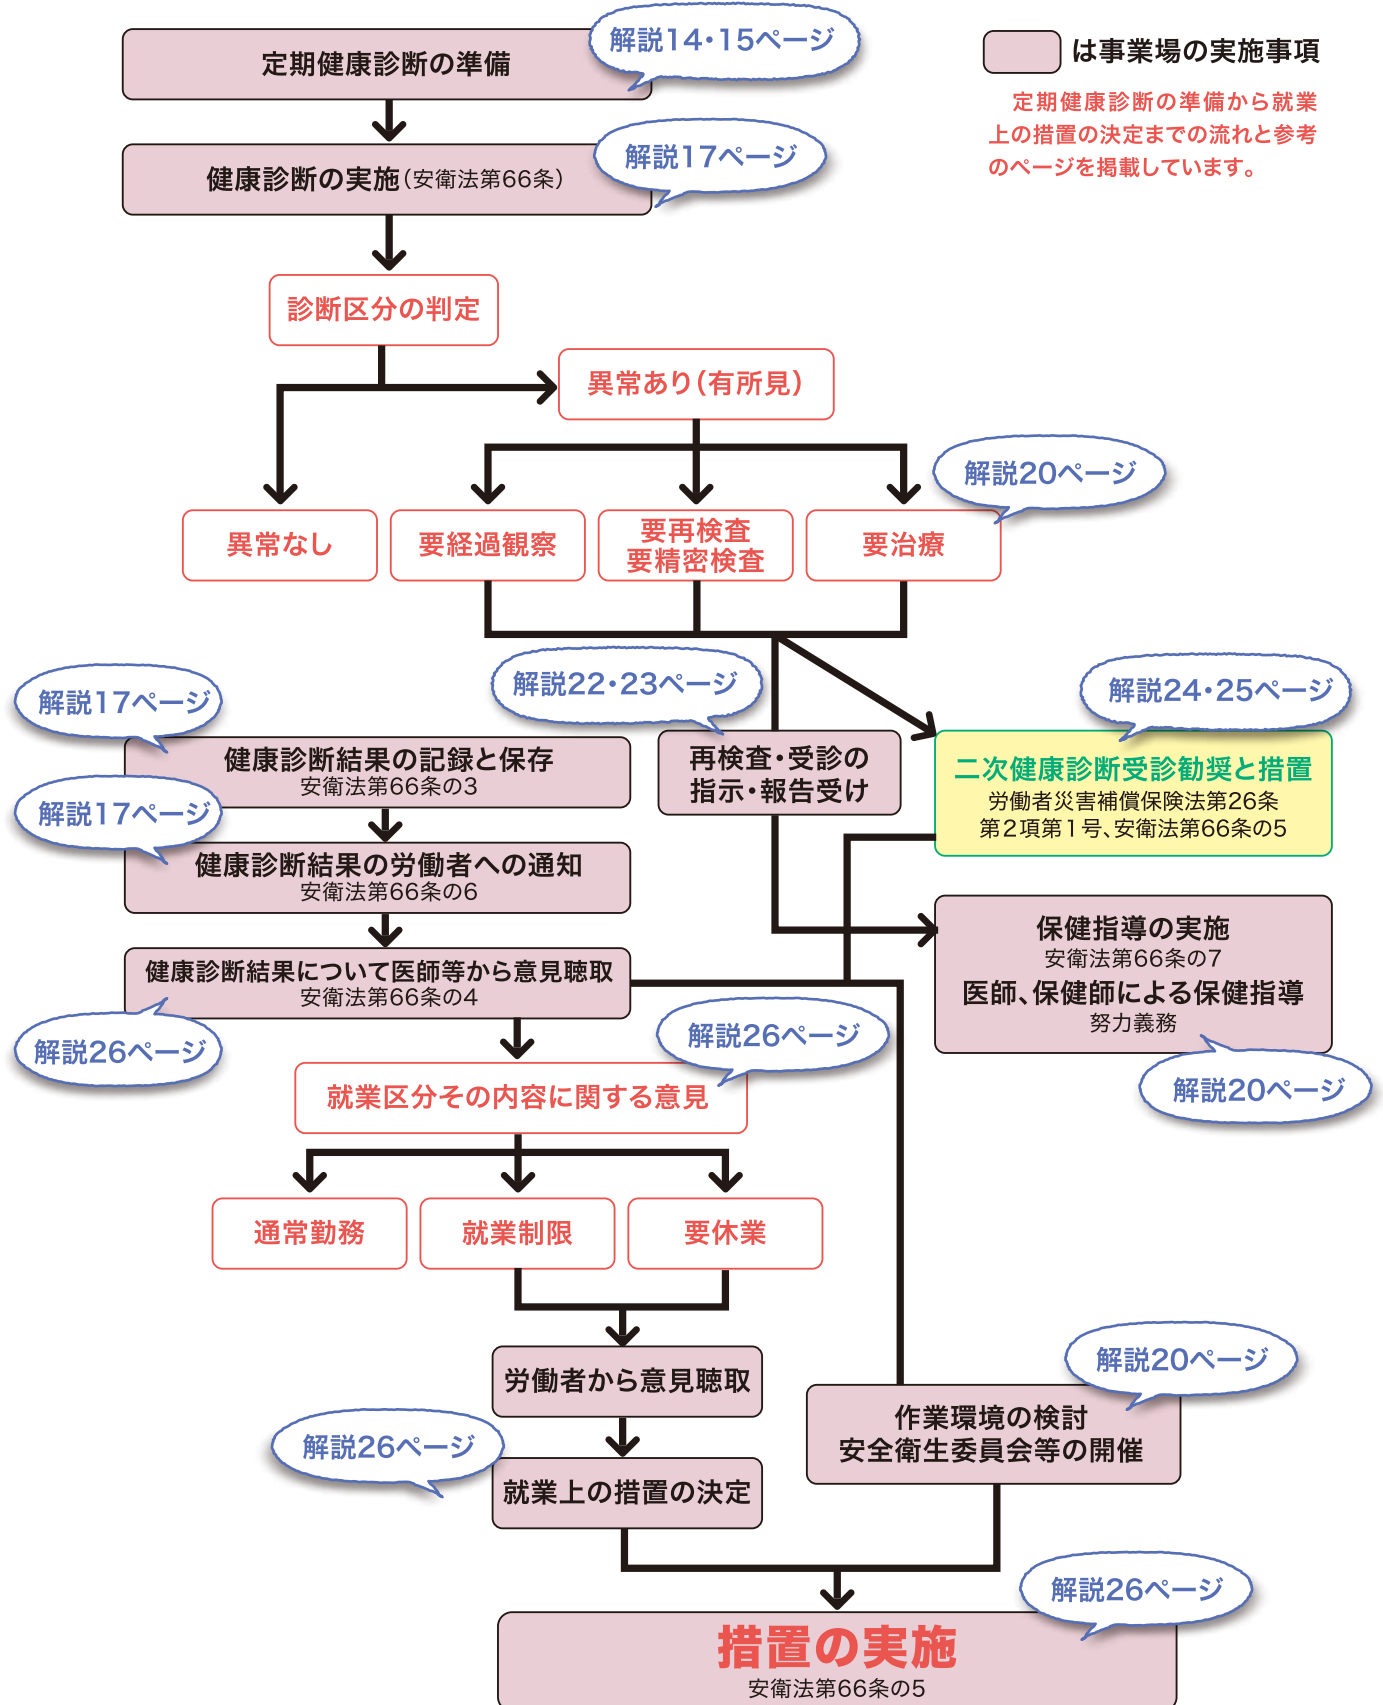 定期健康診断の準備
解説14・15ページ
は事業場の実施事項
定期健康診断の準備から就業
上の措置の決定までの流れと参考
のページを掲載しています。
健康診断の実施(安衛法第66条)
解説17ページ
診断区分の判定
異常あり(有所見)
解説20ページ
異常なし
要経過観察
要再検査
要精密検査
要治療
解説17ページ
解説22・23ページ
解説24・25ページ
健康診断結果の記録と保存
安衛法第66条の3
再検査・受診の
指示・報告受け
二次健康診断受診勧奨と措置
労働者災害補償保険法第26条
第2項第1号、安衛法第66条の5
解説17ページ
健康診断結果の労働者への通知
安衛法第66条の6
保健指導の実施
安衛法第66条の7
医師、保健師による保健指導
努力義務
解説20ページ
健康診断結果について医師等から意見聴取
安衛法第66条の4
解説26ページ
解説26ページ
就業区分その内容に関する意見
通常勤務
就業制限
要休業
労働者から意見聴取
解説20ページ
作業環境の検討
安全衛生委員会等の開催
解説26ページ
就業上の措置の決定
解説26ページ
措置の実施
安衛法第66条の5